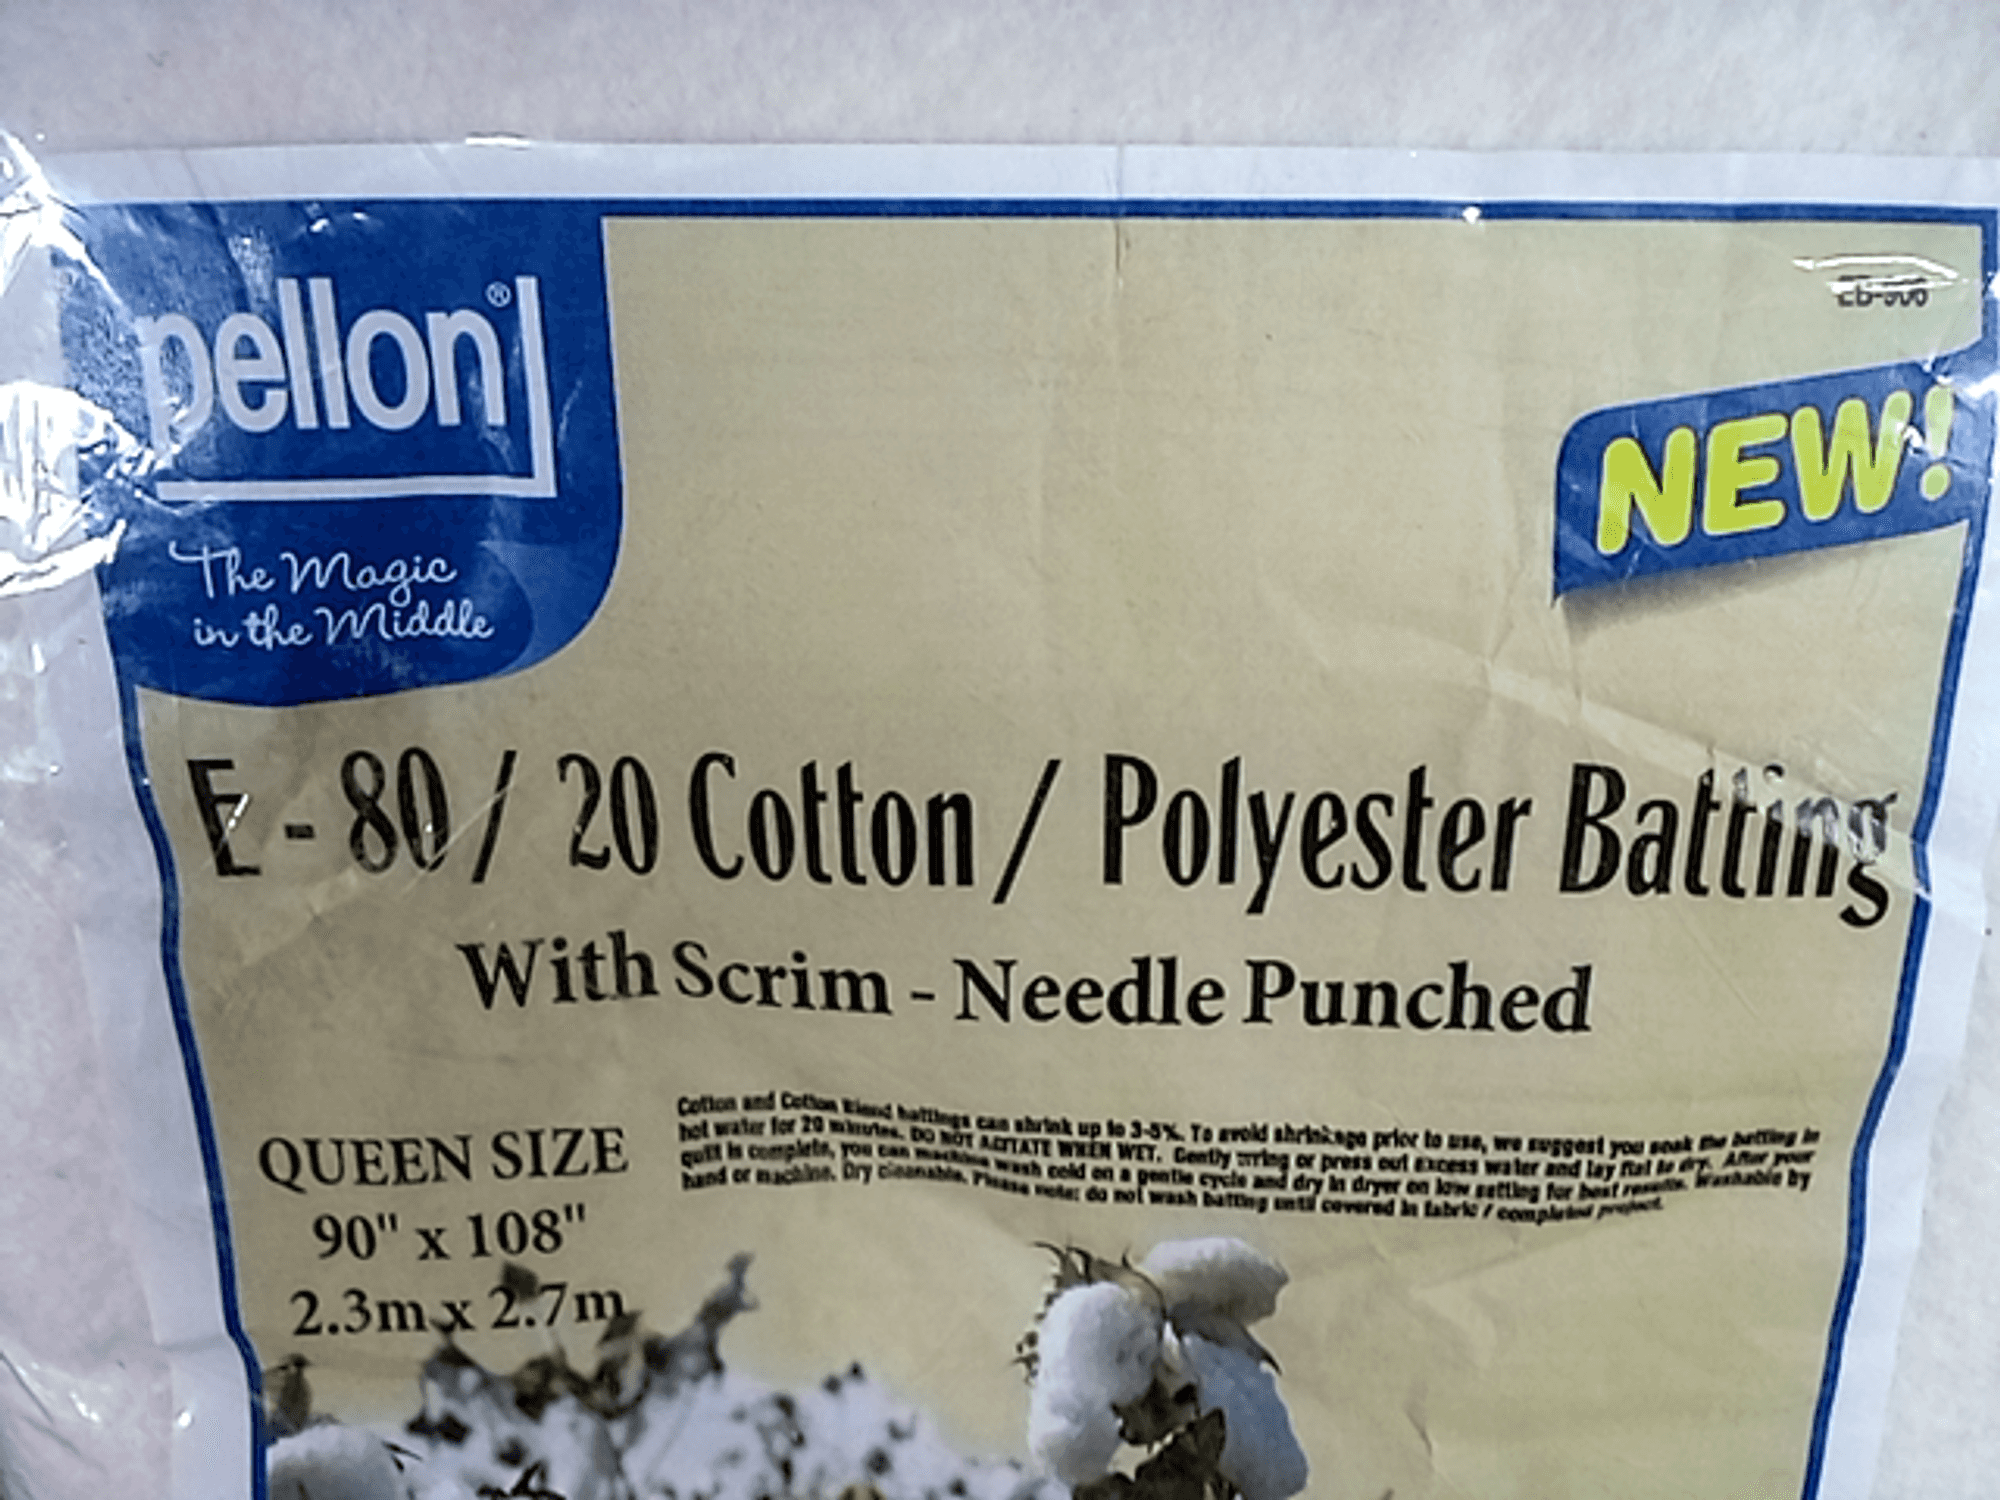 pellon®
The Magic
in the Middle
NEW!
E - 80 / 20 Cotton / Polyester Batting
With Scrim - Needle Punched
QUEEN SIZE
90" x 108"
2.3m x 2.7m
Cotton and Cotton Blend battings can shrink up to 3-5%. To avoid shrinkage prior to use, we suggest you soak the batting in
hot water for 20 minutes. DO NOT AGITATE WHEN WET. Gently wring or press out excess water and lay flat to dry. After your
quilt is complete, you can machine wash cold on a gentle cycle and dry in dryer on low setting for best results. Washable by
hand or machine. Dry cleanable. Please note: do not wash batting until covered in fabric / completed project.